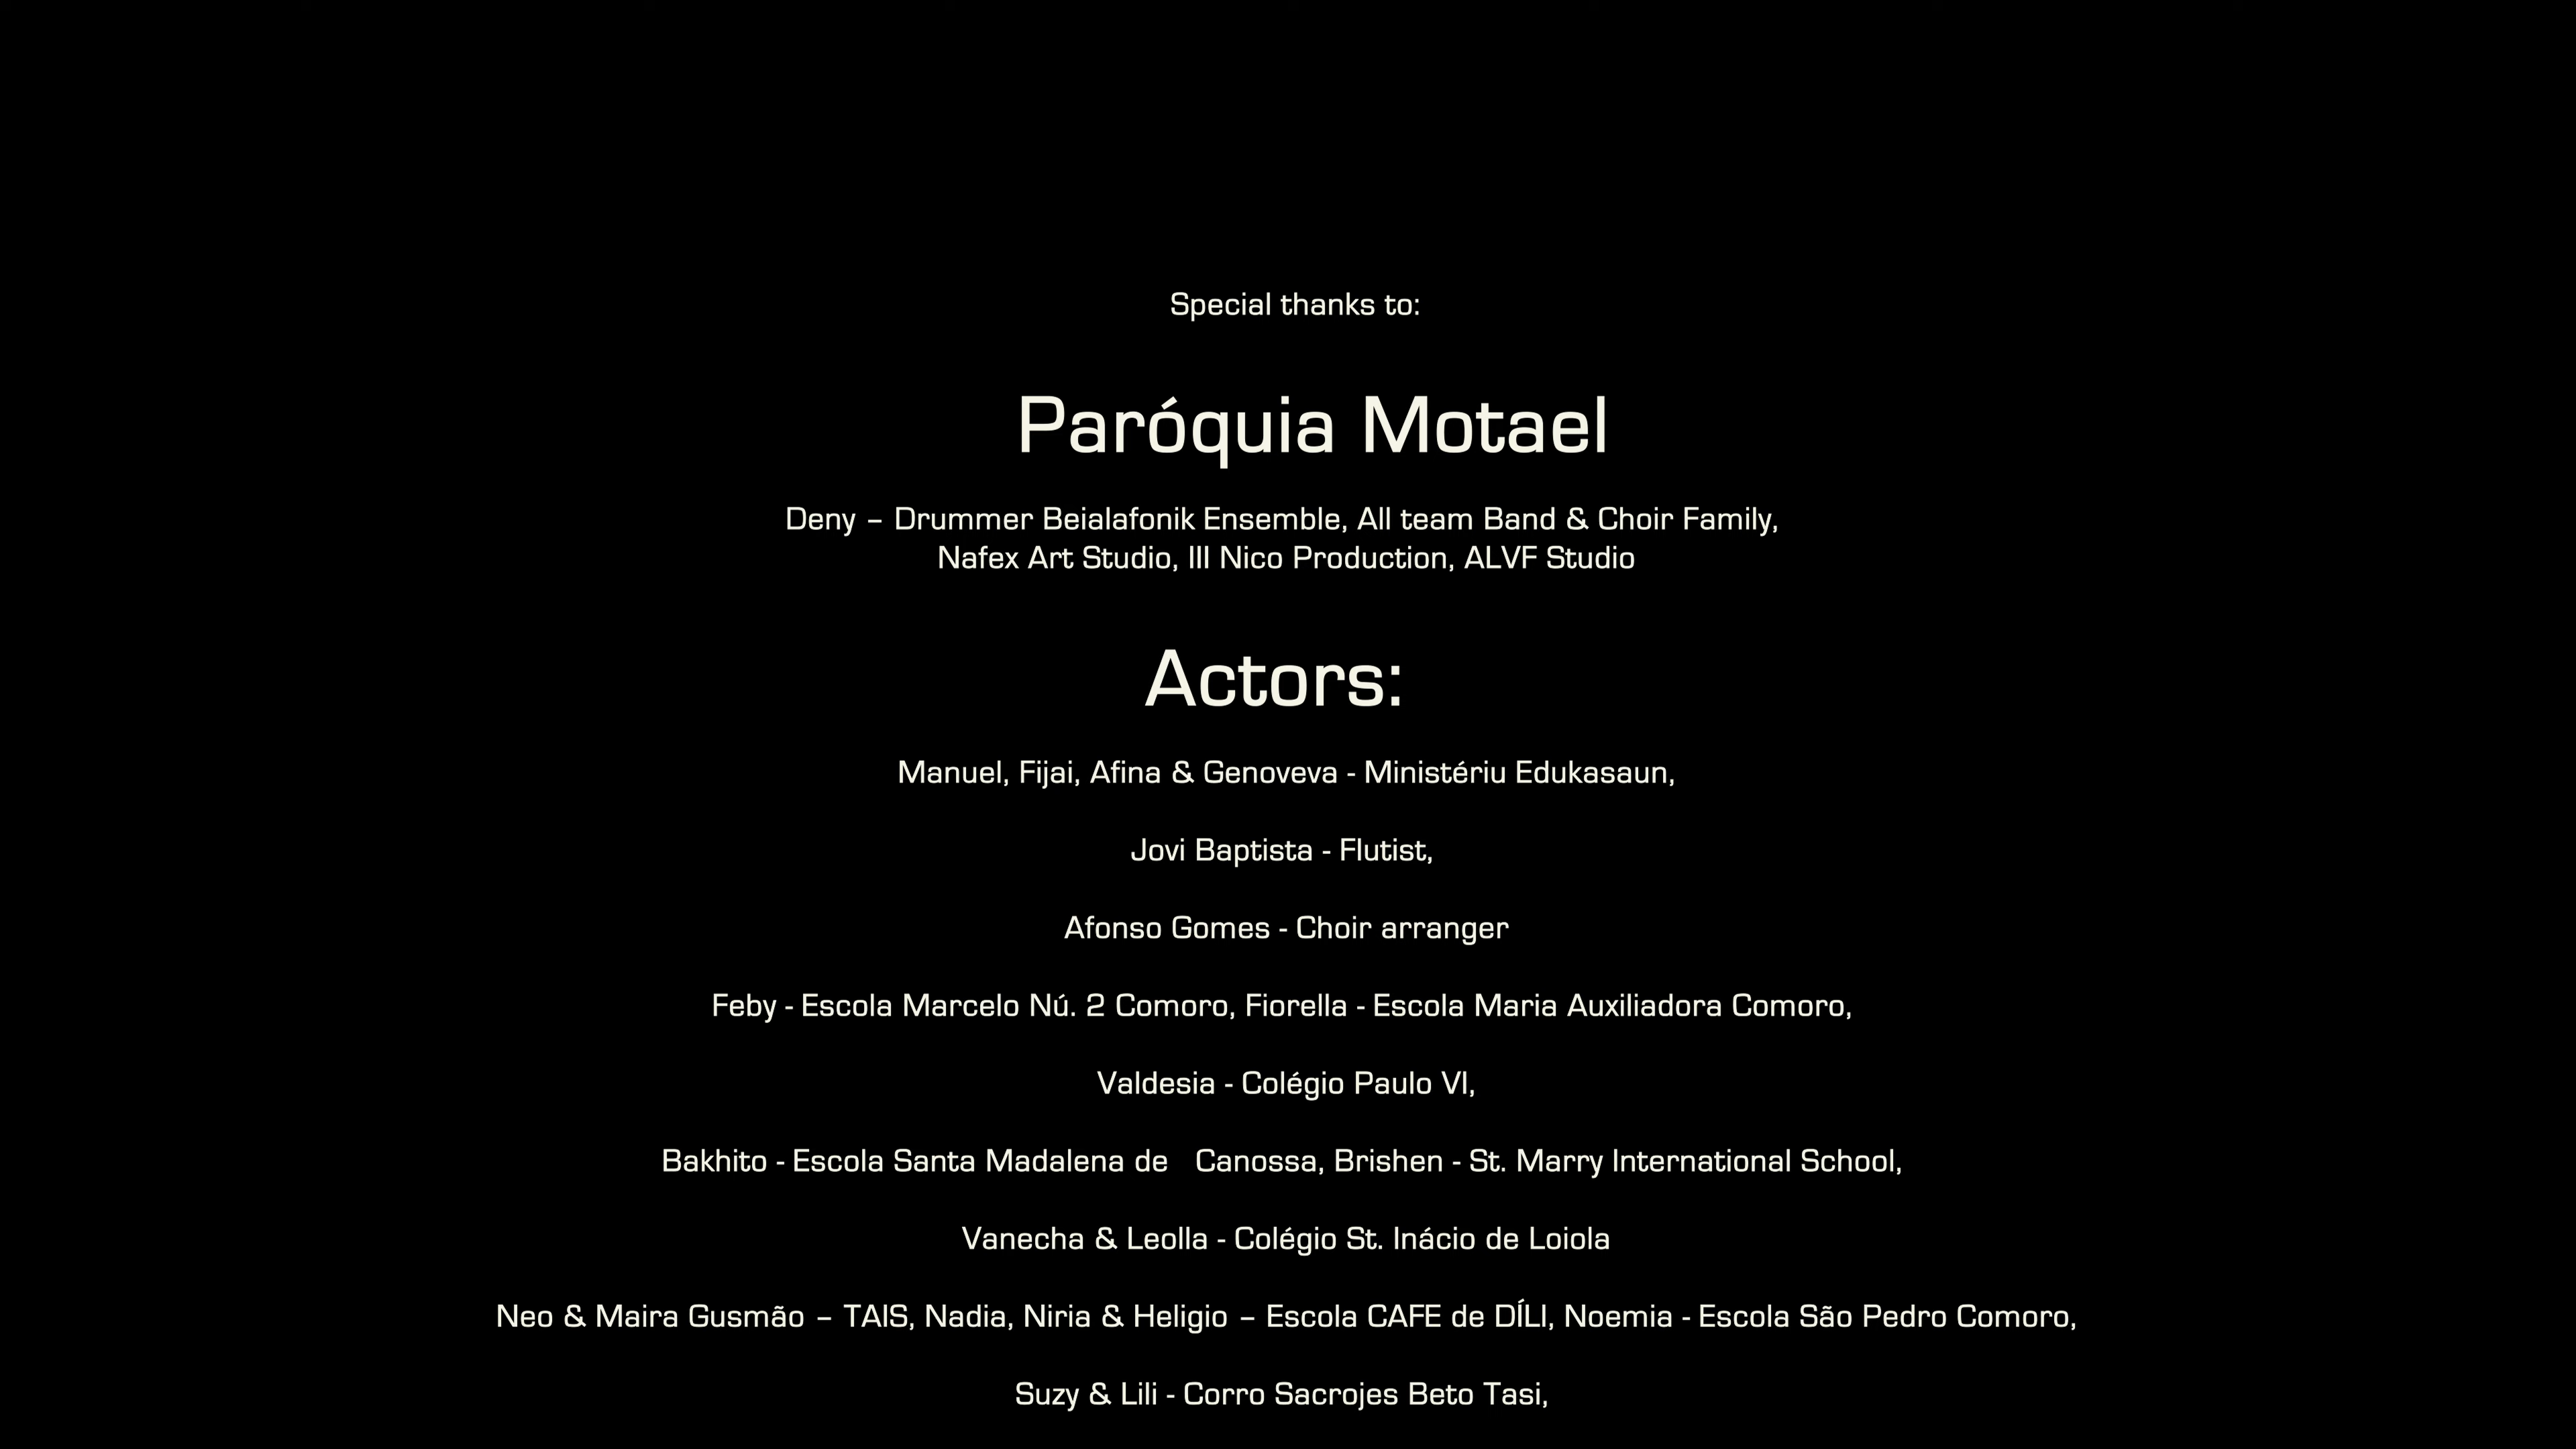 Special thanks to:
Paróquia Motael
Deny – Drummer Beialafonik Ensemble, All team Band & Choir Family,
Nafex Art Studio, III Nico Production, ALVF Studio
Actors:
Manuel, Fijai, Afina & Genoveva - Ministériu Edukasaun,
Jovi Baptista - Flutist,
Afonso Gomes - Choir arranger
Feby - Escola Marcelo Nú. 2 Comoro, Fiorella - Escola Maria Auxiliadora Comoro,
Valdesia - Colégio Paulo VI,
Bakhito - Escola Santa Madalena de   Canossa, Brishen - St. Marry International School,
Vanecha & Leolla - Colégio St. Inácio de Loiola
Neo & Maira Gusmão – TAIS, Nadia, Niria & Heligio – Escola CAFE de DÍLI, Noemia - Escola São Pedro Comoro,
Suzy & Lili - Corro Sacrojes Beto Tasi,